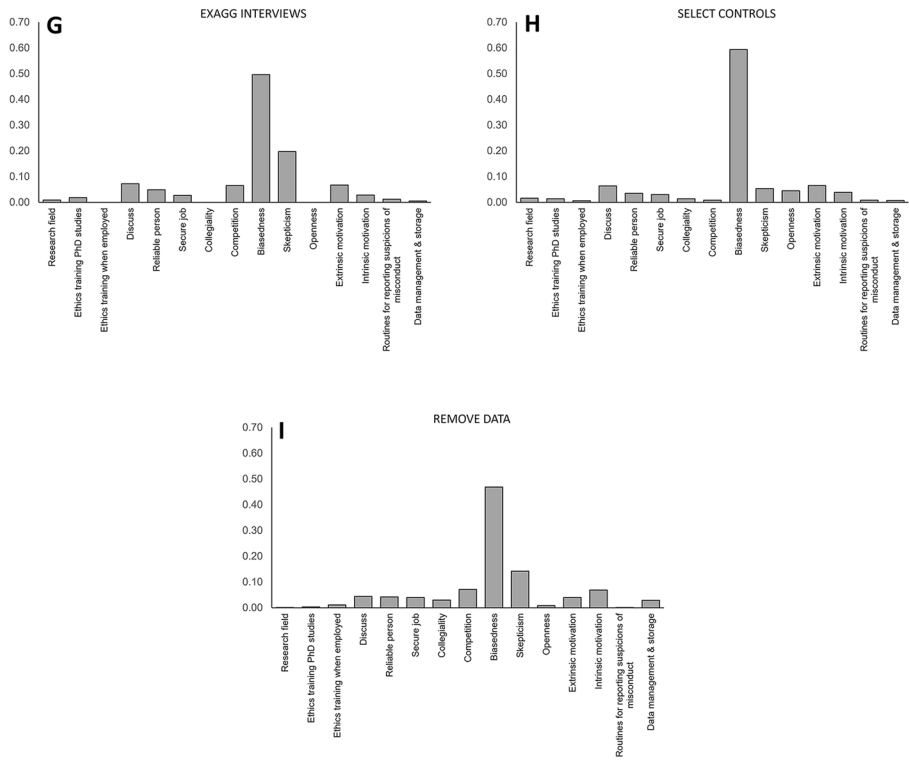 EXAGG INTERVIEWS
G
0.70
0.60
0.50
0.40
0.30
0.20
0.10
0.00
Research field
Ethics training PhD studies
Ethics training when employed
Discuss
Reliable person
Secure job
Collegiality
Competition
Biasedness
Skepticism
Openness
Extrinsic motivation
Intrinsic motivation
Routines for reporting suspicions of
misconduct
Data management & storage
SELECT CONTROLS
H
0.70
0.60
0.50
0.40
0.30
0.20
0.10
0.00
Research field
Ethics training PhD studies
Ethics training when employed
Discuss
Reliable person
Secure job
Collegiality
Competition
Biasedness
Skepticism
Openness
Extrinsic motivation
Intrinsic motivation
Routines for reporting suspicions of
misconduct
Data management & storage
REMOVE DATA
I
0.70
0.60
0.50
0.40
0.30
0.20
0.10
0.00
Research field
Ethics training PhD studies
Ethics training when employed
Discuss
Reliable person
Secure job
Collegiality
Competition
Biasedness
Skepticism
Openness
Extrinsic motivation
Intrinsic motivation
Routines for reporting suspicions of
misconduct
Data management & storage